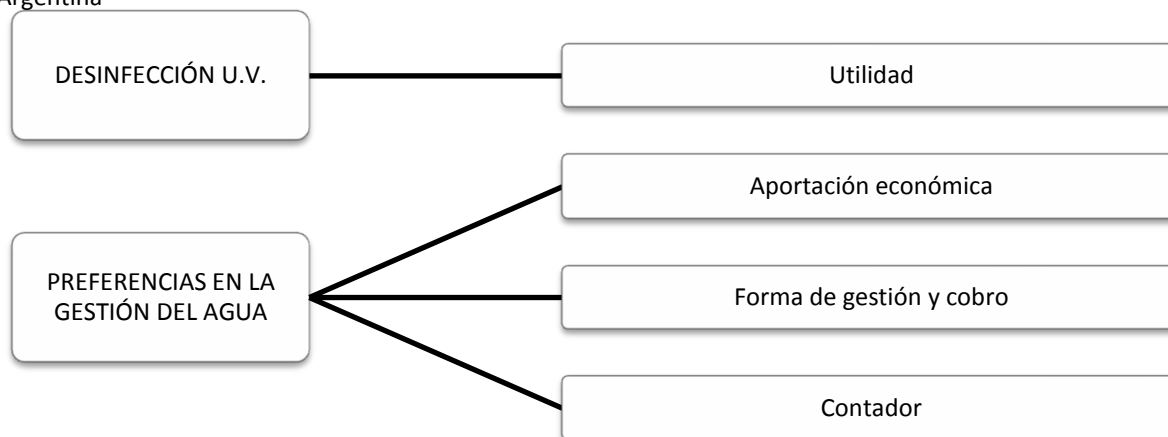 Argentina
DESINFECCIÓN U.V.
Utilidad
Aportación económica
PREFERENCIAS EN LA
GESTIÓN DEL AGUA
Forma de gestión y cobro
Contador